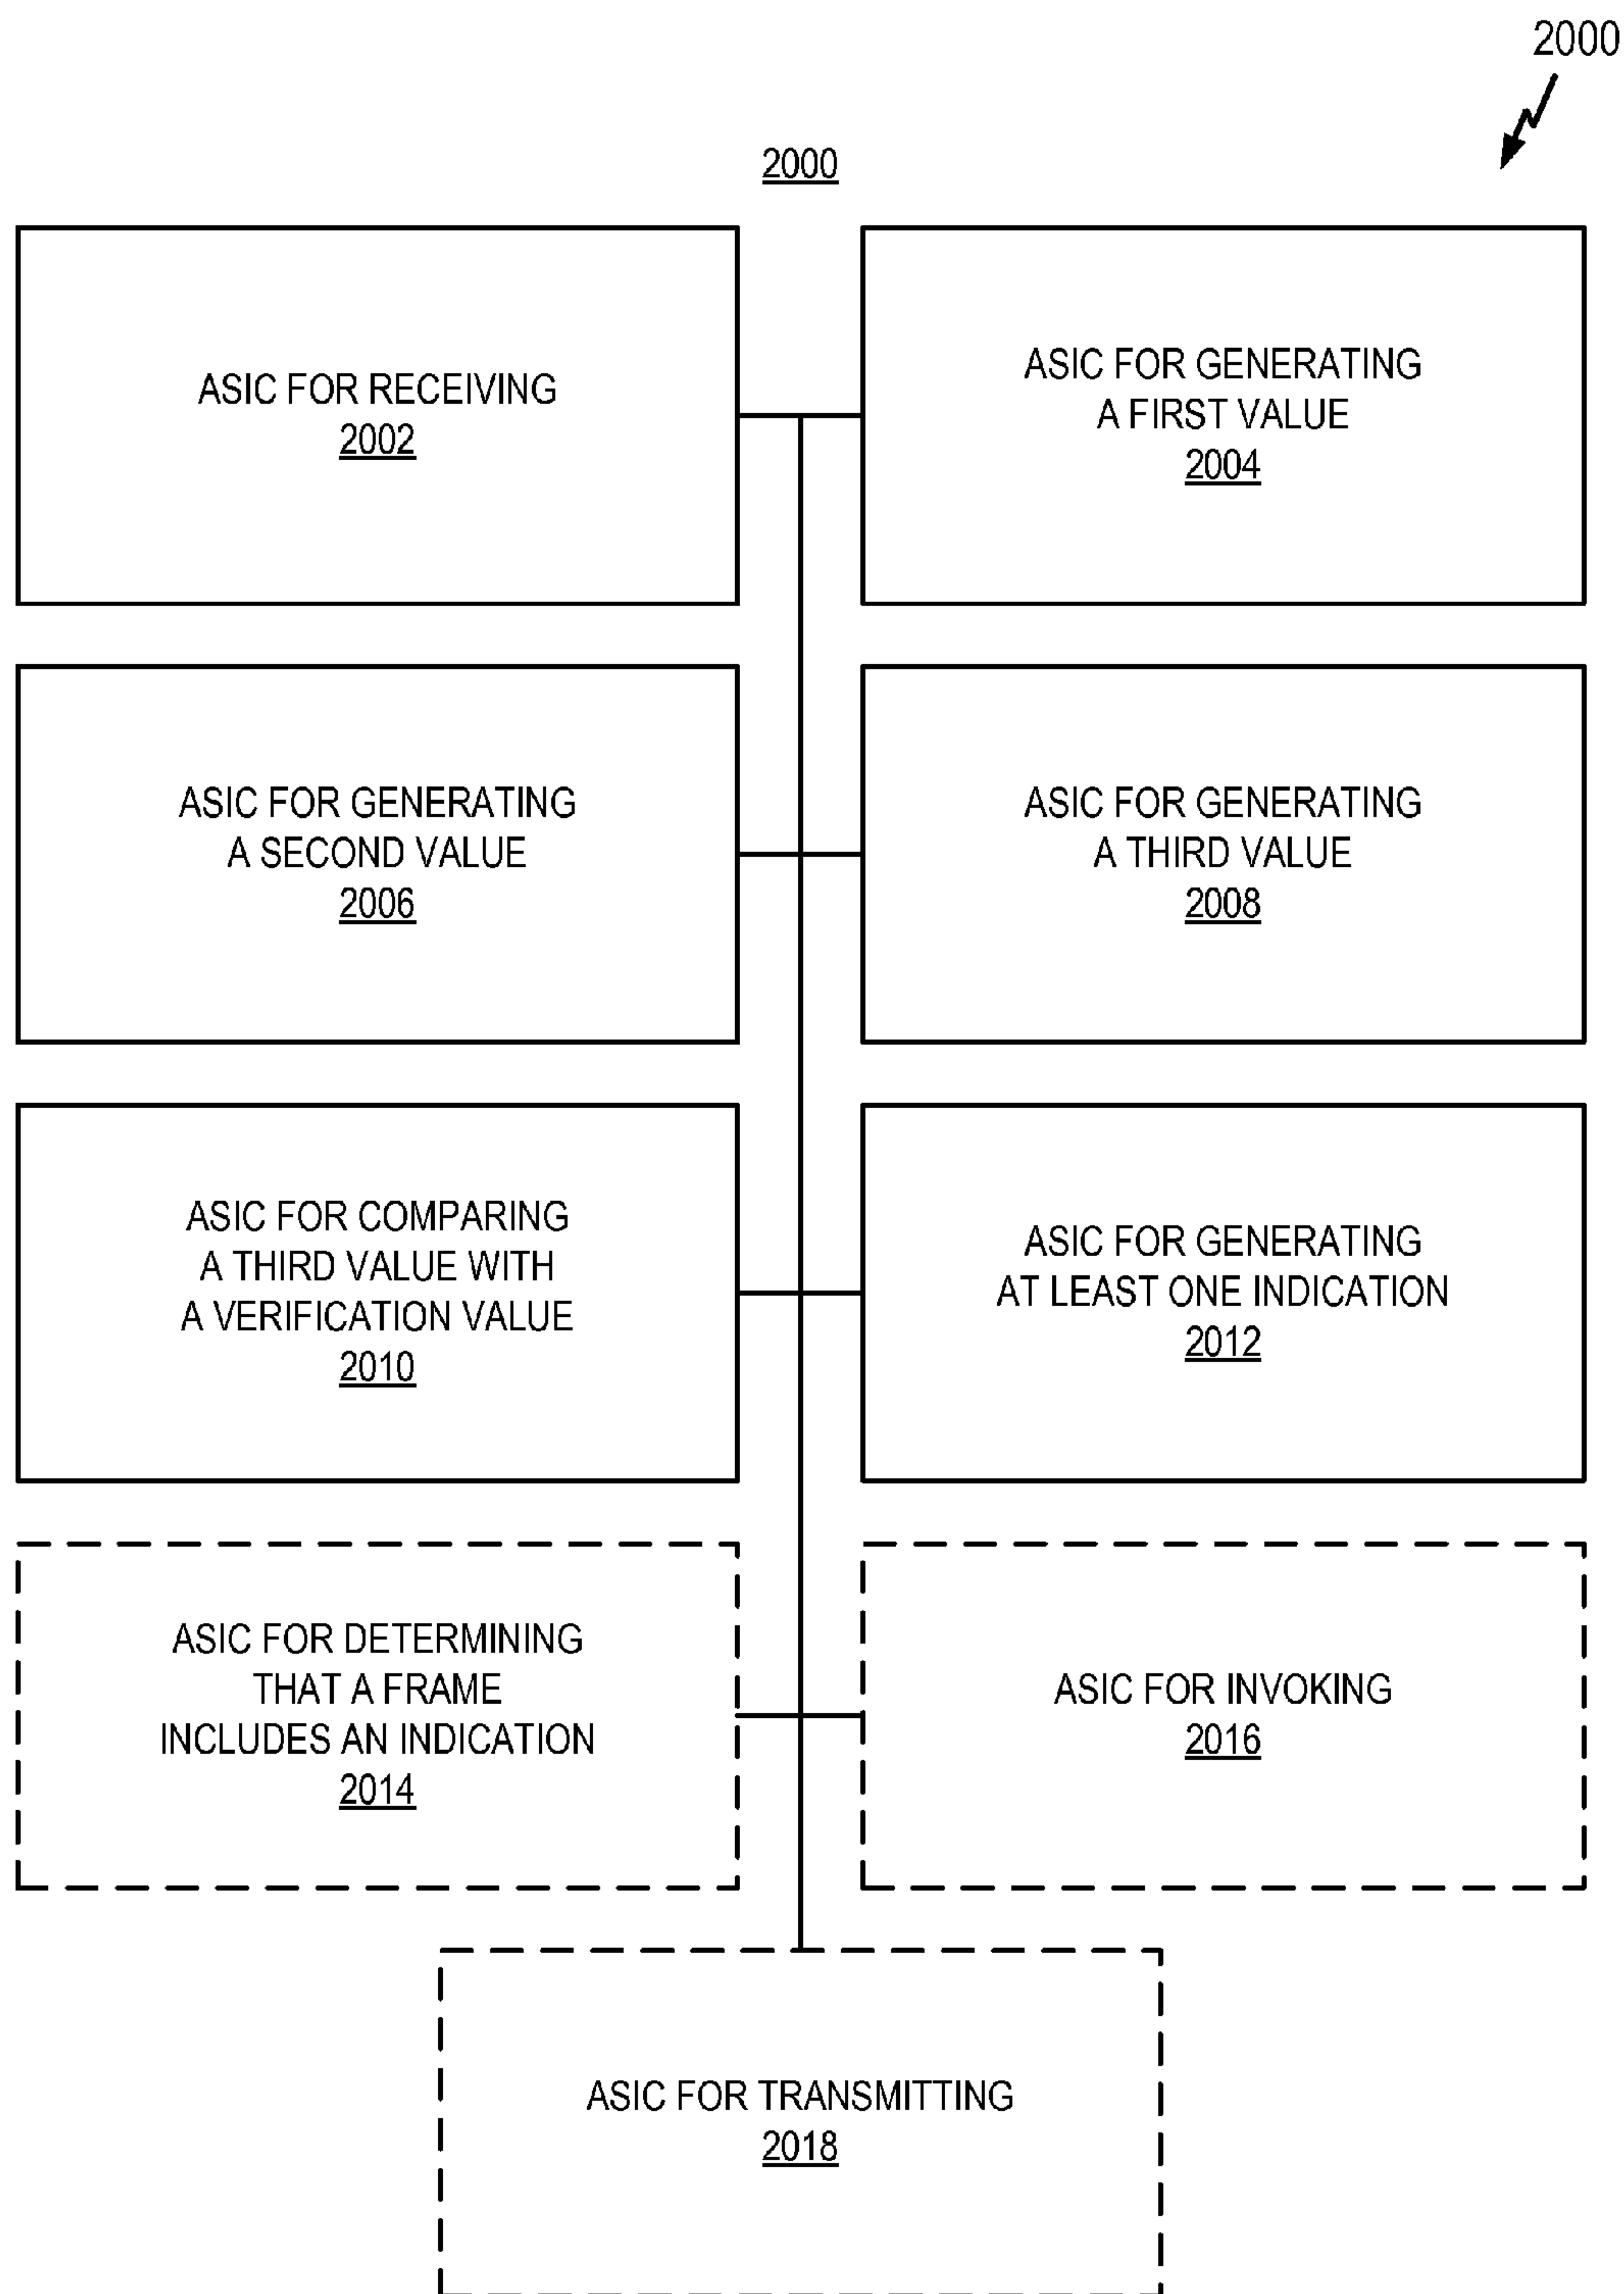 2000
2000
ASIC FOR RECEIVING
2002
ASIC FOR GENERATING
A FIRST VALUE
2004
ASIC FOR GENERATING
A SECOND VALUE
2006
ASIC FOR GENERATING
A THIRD VALUE
2008
ASIC FOR COMPARING
A THIRD VALUE WITH
A VERIFICATION VALUE
2010
ASIC FOR GENERATING
AT LEAST ONE INDICATION
2012
ASIC FOR DETERMINING
THAT A FRAME
INCLUDES AN INDICATION
2014
ASIC FOR INVOKING
2016
ASIC FOR TRANSMITTING
2018